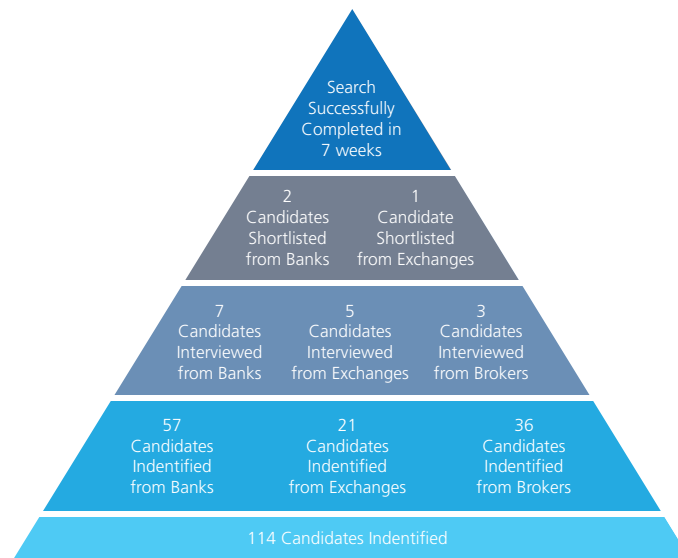 Search
Successfully
Completed in
7 weeks
2
Candidates
Shortlisted
from Banks
1
Candidate
Shortlisted
from Exchanges
7
Candidates
Interviewed
from Banks
5
Candidates
Interviewed
from Exchanges
3
Candidates
Interviewed
from Brokers
57
Candidates
Indentified
from Banks
21
Candidates
Indentified
from Exchanges
36
Candidates
Indentified
from Brokers
114 Candidates Indentified